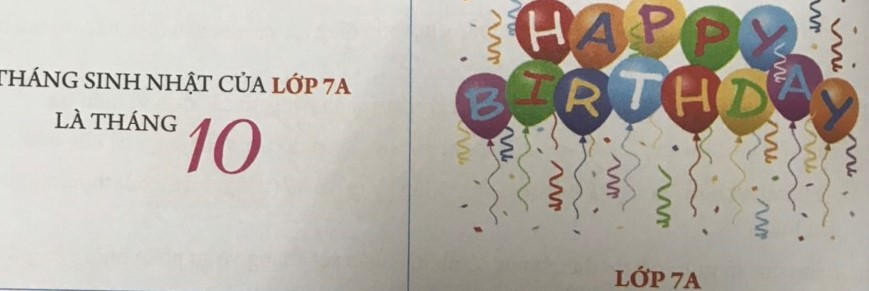 THÁNG SINH NHẬT CỦA LỚP 7A
LÀ THÁNG 10
HAPPY
BIRTHDAY
LỚP 7A